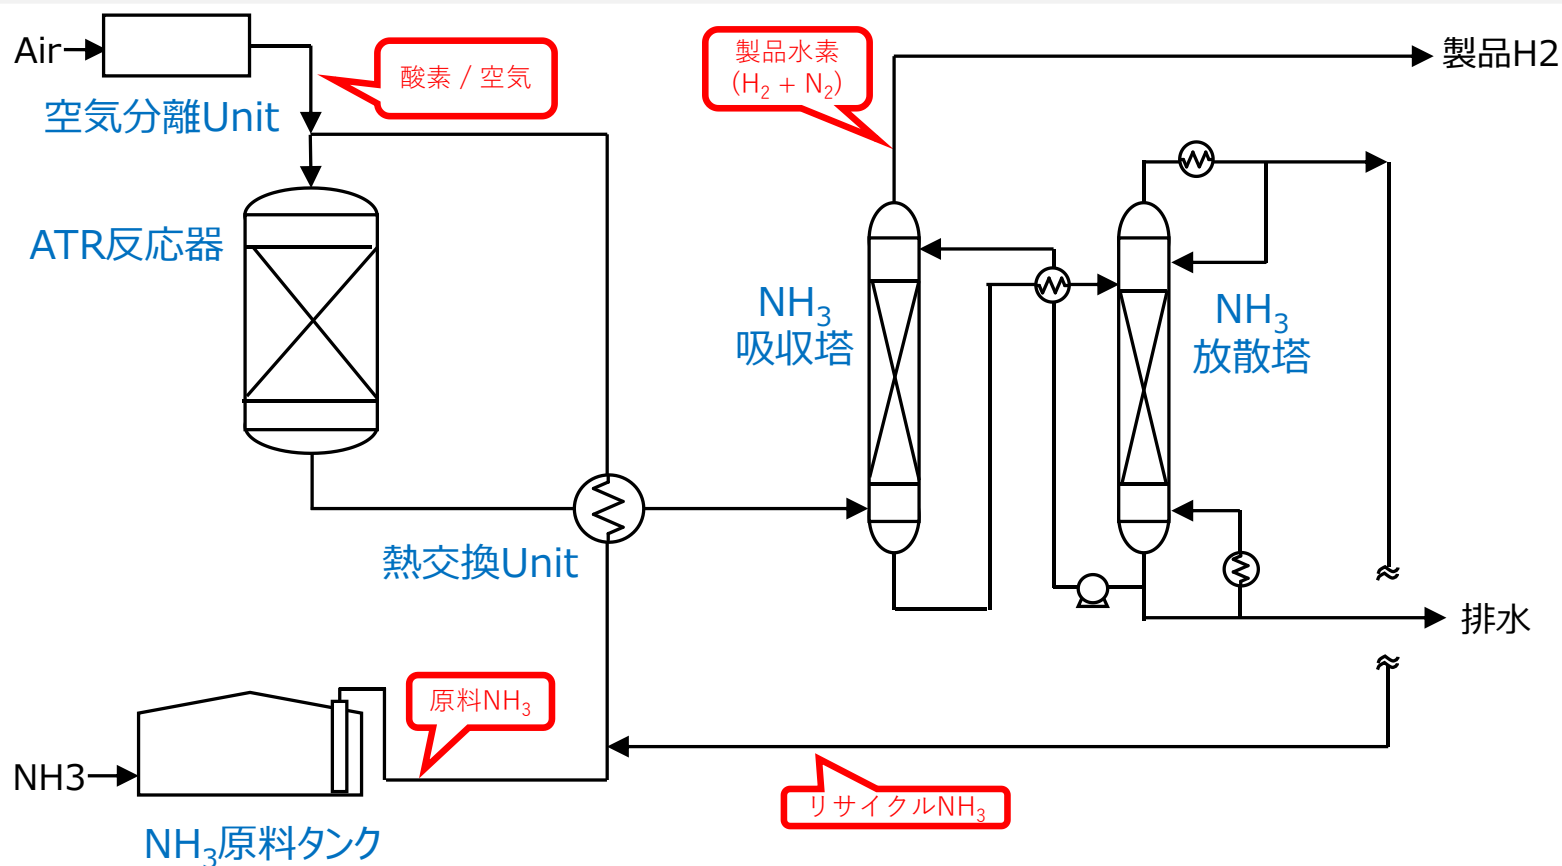 Air
空気分離Unit
酸素 / 空気
製品水素
(H₂ + N₂)
製品H2
ATR反応器
NH₃
吸収塔
NH₃
放散塔
熱交換Unit
排水
原料NH₃
NH3
リサイクルNH₃
NH₃原料タンク